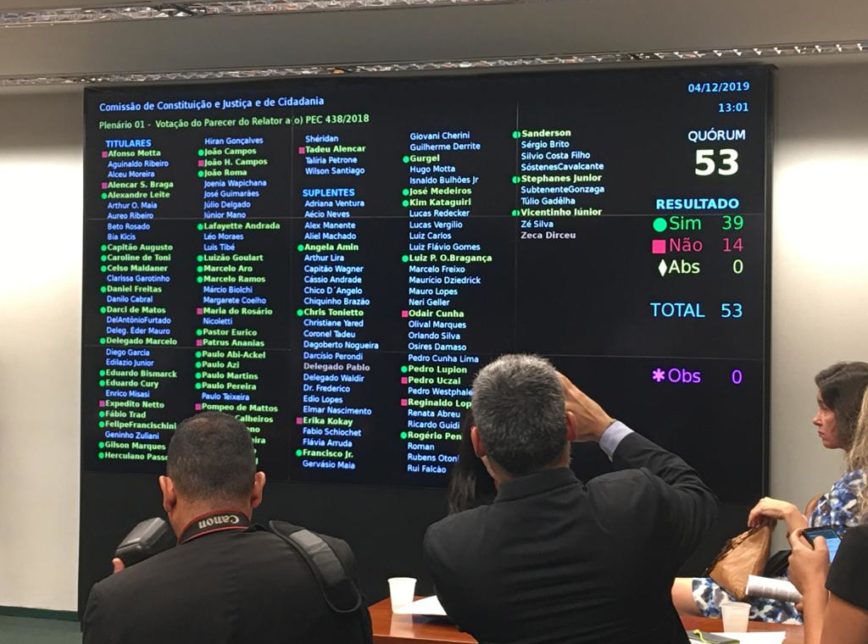 Comissão de Constituição e Justiça e de Cidadania
Plenário 01 - Votação do Parecer do Relator a(o) PEC 438/2018
04/12/2019
13:01
TITULARES
Afonso Motta
Aguinaldo Ribeiro
Alceu Moreira
Alencar S. Braga
Alexandre Leite
Arthur O. Maia
Aureo Ribeiro
Beto Rosado
Bia Kicis
Capitão Augusto
Caroline de Toni
Celso Maldaner
Clarissa Garotinho
Daniel Freitas
Danilo Cabral
Darci de Matos
DelAntônioFurtado
Deleg. Éder Mauro
Delegado Marcelo
Diego Garcia
Edilazio Junior
Eduardo Bismarck
Eduardo Cury
Enrico Misasi
Expedito Netto
Fábio Trad
FelipeFrancischini
Geninho Zuliani
Gilson Marques
Herculano Passo
Hiran Gonçalves
João Campos
João H. Campos
João Roma
Joenia Wapichana
José Guimarães
Júlio Delgado
Júnior Mano
Lafayette Andrada
Léo Moraes
Luis Tibé
Luizão Goulart
Marcelo Aro
Marcelo Ramos
Márcio Biolchi
Margarete Coelho
Maria do Rosário
Nicoletti
Pastor Eurico
Patrus Ananias
Paulo Abi-Ackel
Paulo Azi
Paulo Martins
Paulo Pereira
Paulo Teixeira
Pompeo de Mattos
Calheiros
Shéridan
Tadeu Alencar
Talíria Petrone
Wilson Santiago
SUPLENTES
Adriana Ventura
Aécio Neves
Alex Manente
Aliel Machado
Angela Amin
Arthur Lira
Capitão Wagner
Cássio Andrade
Chico D´Angelo
Chiquinho Brazão
Chris Tonietto
Christiane Yared
Coronel Tadeu
Dagoberto Nogueira
Darcísio Perondi
Delegado Pablo
Delegado Waldir
Dr. Frederico
Edio Lopes
Elmar Nascimento
Erika Kokay
Fabio Schiochet
Flávia Arruda
Francisco Jr.
Gervásio Maia
Giovani Cherini
Guilherme Derrite
Gurgel
Hugo Motta
Isnaldo Bulhões Jr
José Medeiros
Kim Kataguiri
Lucas Redecker
Lucas Vergilio
Luiz Carlos
Luiz Flávio Gomes
Luiz P. O.Bragança
Marcelo Freixo
Maurício Dziedrick
Mauro Lopes
Neri Geller
Odair Cunha
Olival Marques
Orlando Silva
Osires Damaso
Pedro Cunha Lima
Pedro Lupion
Pedro Uczai
Pedro Westphale
Reginaldo Lop
Renata Abreu
Ricardo Guidi
Rogério Pen
Roman
Rubens Oton
Rui Falcão
Sanderson
Sérgio Brito
Silvio Costa Filho
SóstenesCavalcante
Stephanes Junior
SubtenenteGonzaga
Túlio Gadêlha
Vicentinho Júnior
Zé Silva
Zeca Dirceu
QUÓRUM
53
RESULTADO
Sim 39
Não 14
Abs 0
TOTAL 53
Obs 0
Canon